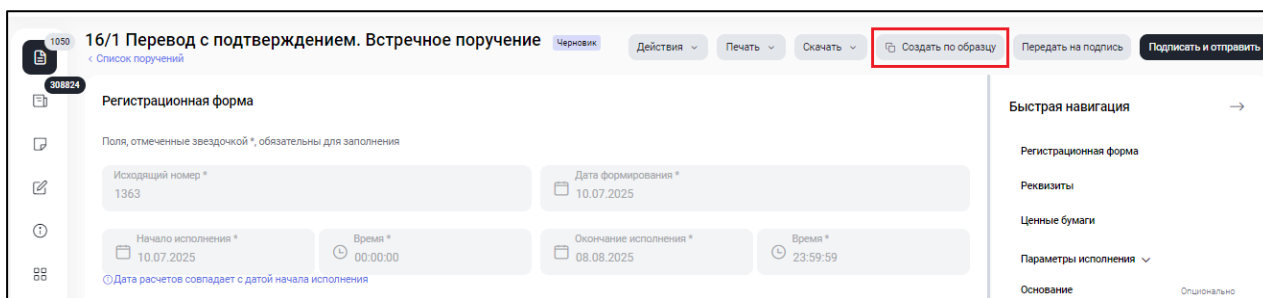 1050
16/1 Перевод с подтверждением. Встречное поручение Черновик Действия Печать Скачать Создать по образцу Передать на подпись Подписать и отправить
< Список поручений
308824
Регистрационная форма
Быстрая навигация →
Поля, отмеченные звездочкой *, обязательны для заполнения
Регистрационная форма
Исходящий номер * Дата формирования *
1363 10.07.2025
Реквизиты
Ценные бумаги
Начало исполнения * Время * Окончание исполнения * Время *
10.07.2025 00:00:00 08.08.2025 23:59:59
Параметры исполнения
Дата расчетов совпадает с датой начала исполнения
Основание Опционально